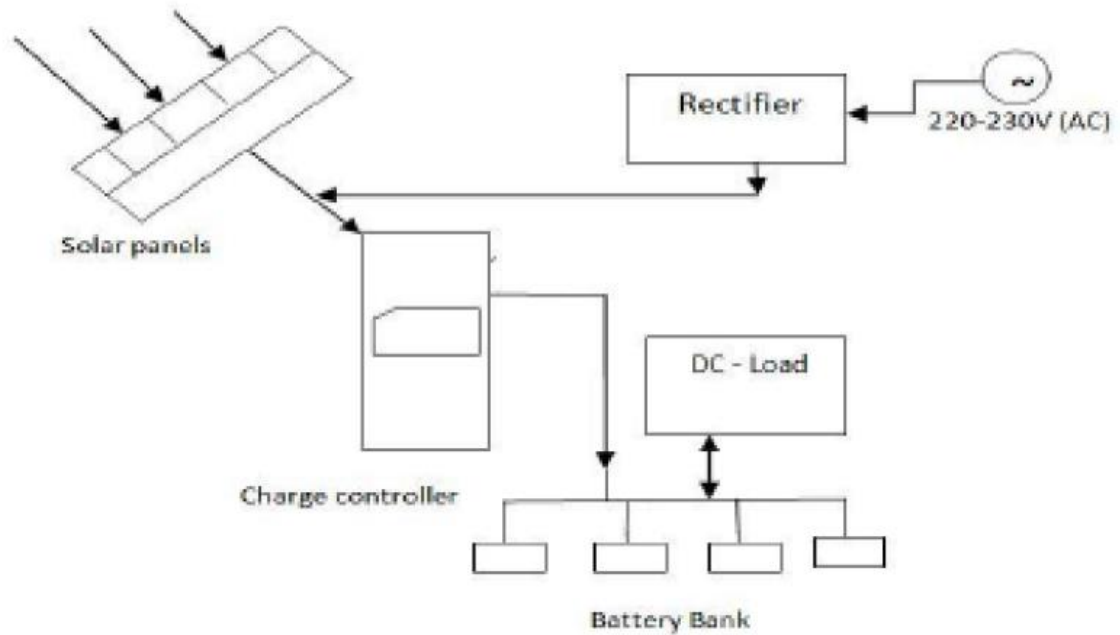 Rectifier
~
220-230V (AC)
Solar panels
DC - Load
Charge controller
Battery Bank